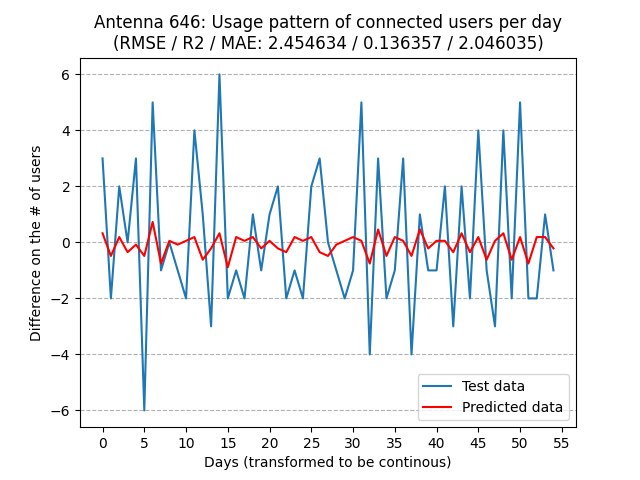 Antenna 646: Usage pattern of connected users per day
(RMSE / R2 / MAE: 2.454634 / 0.136357 / 2.046035)
Difference on the # of users
6
4
2
0
−2
−4
−6
Test data
Predicted data
0 5 10 15 20 25 30 35 40 45 50 55
Days (transformed to be continous)